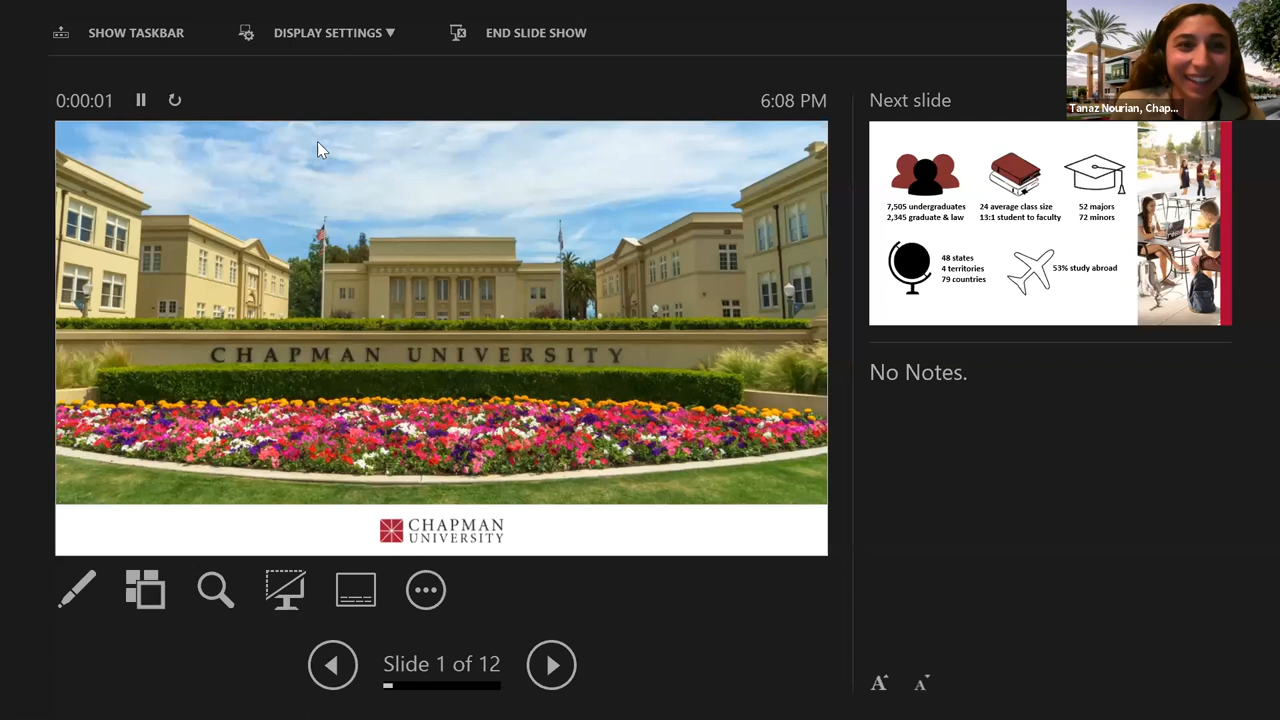 SHOW TASKBAR
DISPLAY SETTINGS ▼
END SLIDE SHOW
Tanaz Nourian, Chap...
0:00:01
6:08 PM
Next slide
CHAPMAN UNIVERSITY
CHAPMAN
UNIVERSITY
7,505 undergraduates
2,345 graduate & law
24 average class size
13:1 student to faculty
52 majors
72 minors
48 states
4 territories
79 countries
53% study abroad
No Notes.
Slide 1 of 12
A
A